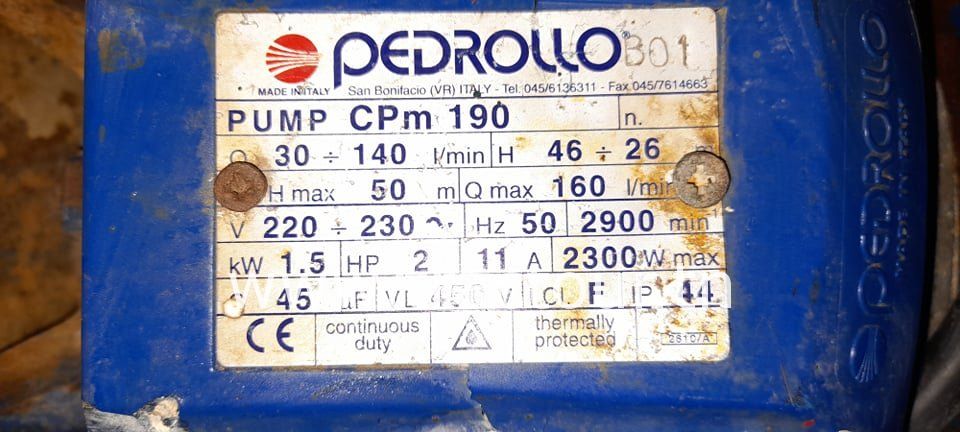 PEDROLLO B01
MADE IN ITALY San Bonifacio (VR) ITALY - Tel. 045/6136311 - Fax 045/7614663
PUMP CPm 190 n.
Q 30 ÷ 140 l/min H 46 ÷ 26 m
H max 50 m Q max 160 l/min
V 220 ÷ 230 ~ Hz 50 2900 min
kW 1.5 HP 2 11 A 2300 W max
45 µF VL 450 V I.Cl. F IP 44
CE continuous duty thermally protected 28107/A
PEDROLLO